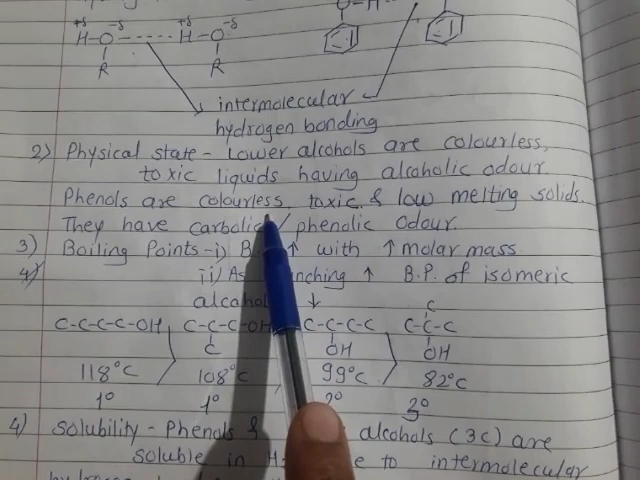 +δ -δ +δ -δ
H-O ----- H-O
R R
O-H
intermolecular
hydrogen bonding
2) Physical state - Lower alcohols are colourless,
toxic liquids having alcoholic odour.
Phenols are colourless, toxic & low melting solids.
They have carbolic / phenolic odour.
3) Boiling Points - i) B ↑ with ↑ molar mass
4) ii) As nching ↑ B.P. of isomeric
alcohol ↓
C-C-C-C-OH > C-C-C-OH C-C-C-C > C-C-C
C OH C OH
118°C 108°C 99°C 82°C
1° 1° 2° 3°
4) Solubility - Phenols & alcohols (3C) are
soluble in H e to intermolecular